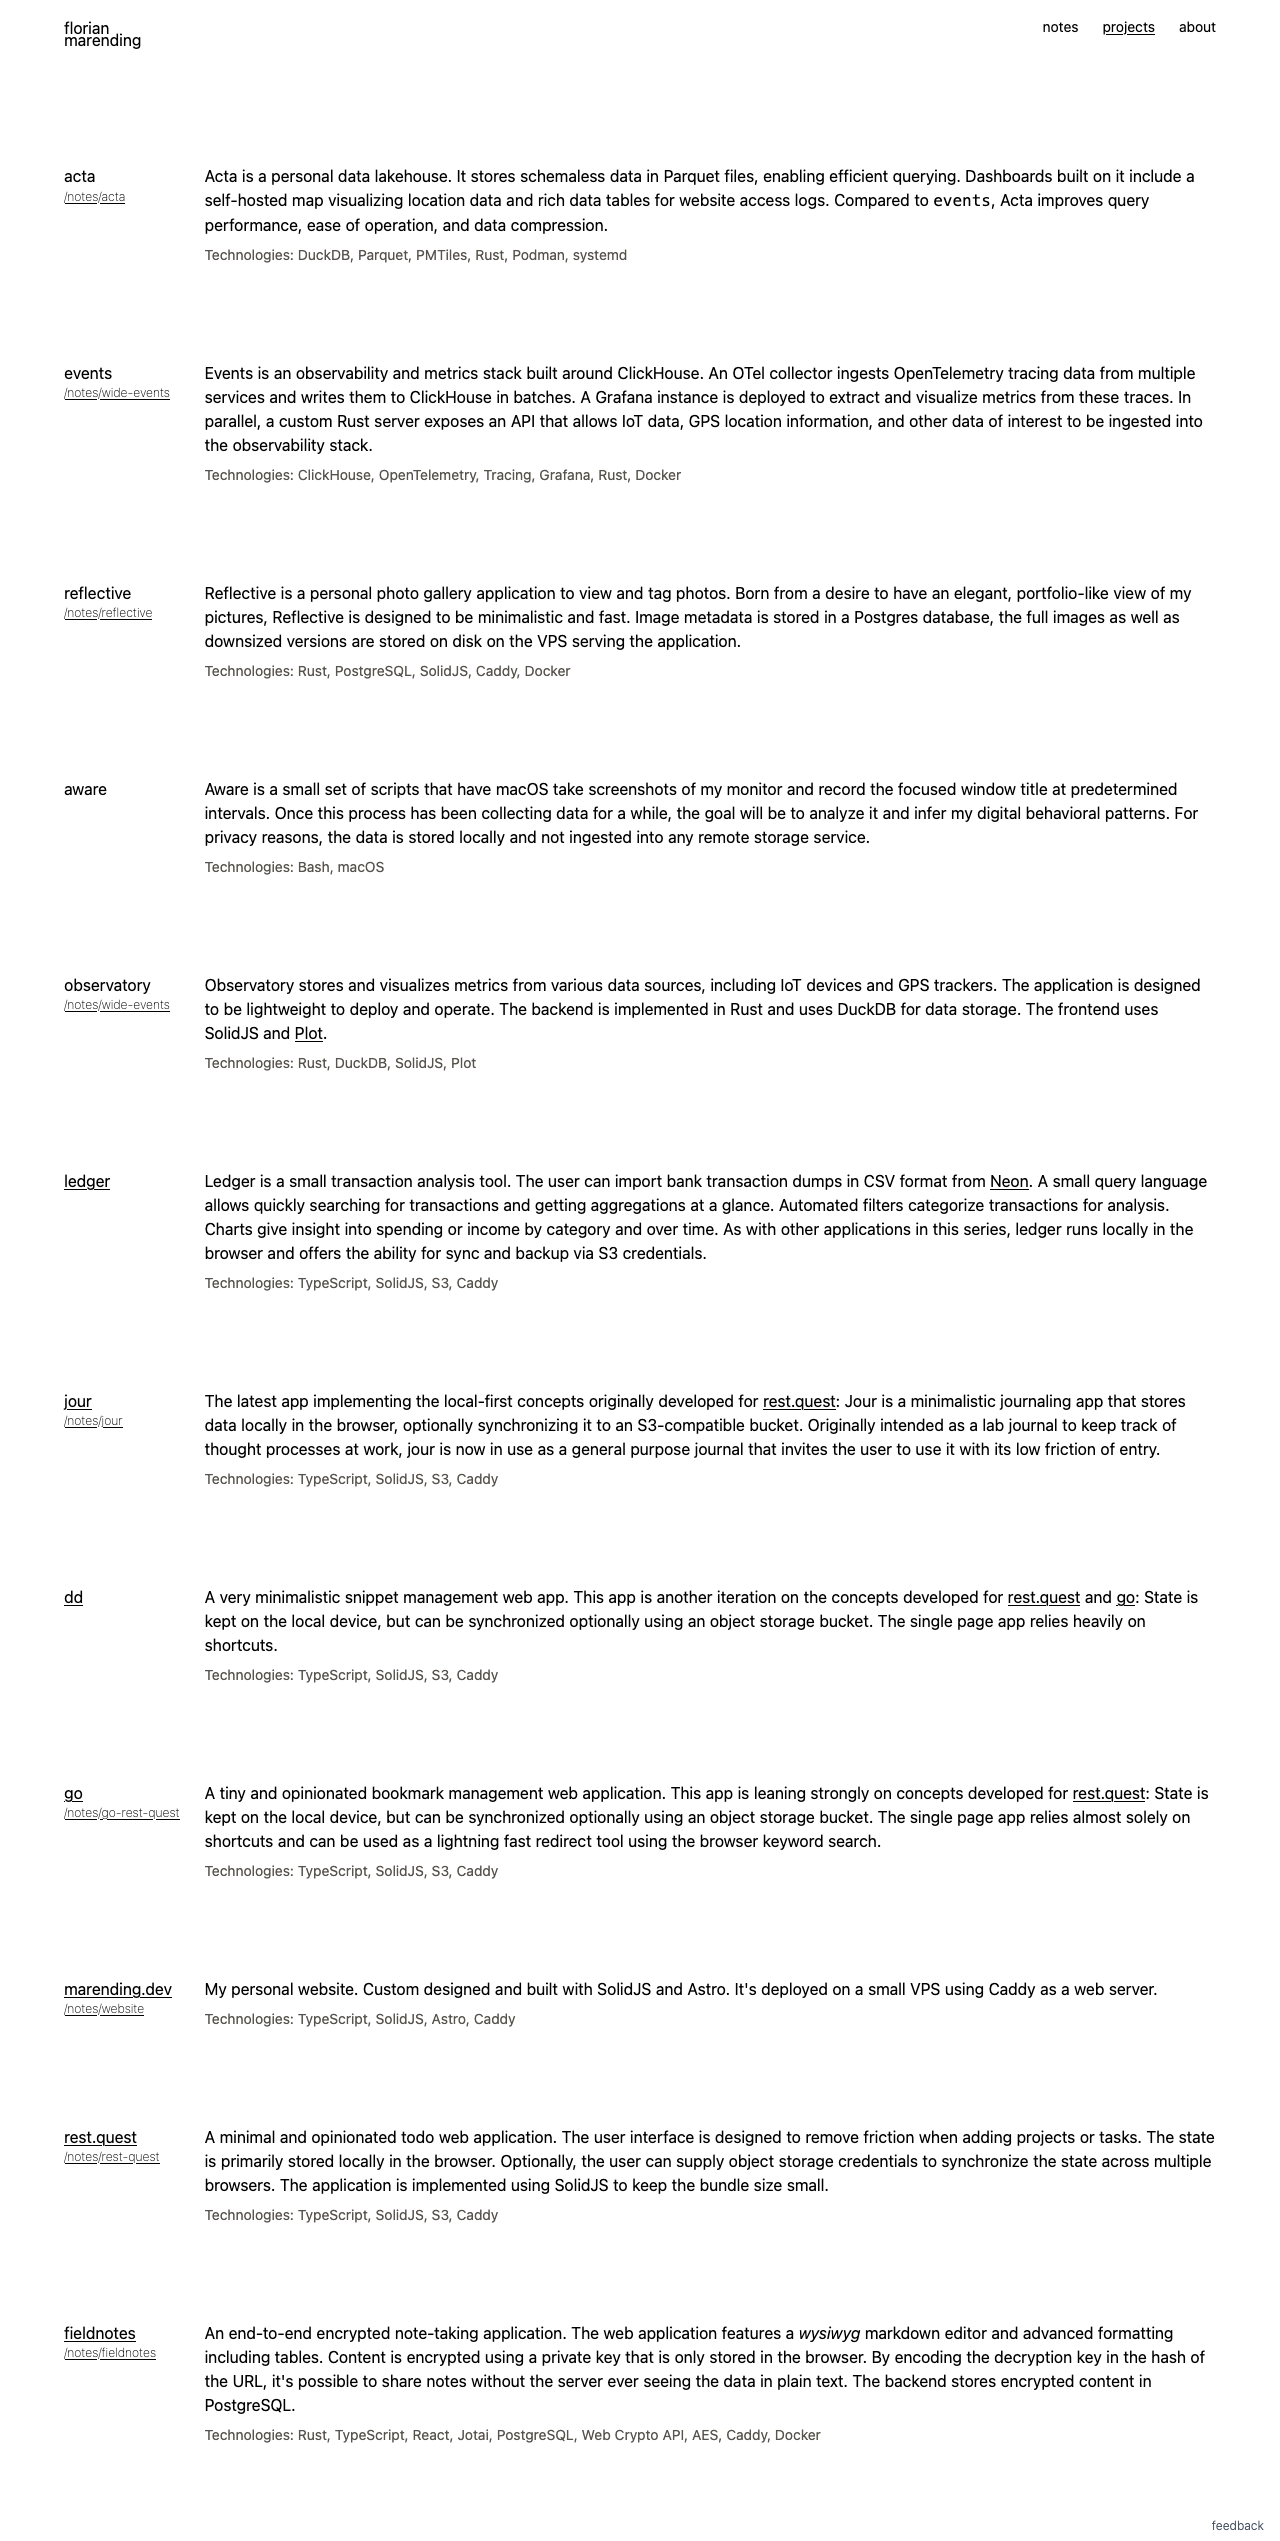 florian
marending
notes projects about
acta
/notes/acta
Acta is a personal data lakehouse. It stores schemaless data in Parquet files, enabling efficient querying. Dashboards built on it include a
self-hosted map visualizing location data and rich data tables for website access logs. Compared to events, Acta improves query
performance, ease of operation, and data compression.
Technologies: DuckDB, Parquet, PMTiles, Rust, Podman, systemd
events
/notes/wide-events
Events is an observability and metrics stack built around ClickHouse. An OTel collector ingests OpenTelemetry tracing data from multiple
services and writes them to ClickHouse in batches. A Grafana instance is deployed to extract and visualize metrics from these traces. In
parallel, a custom Rust server exposes an API that allows IoT data, GPS location information, and other data of interest to be ingested into
the observability stack.
Technologies: ClickHouse, OpenTelemetry, Tracing, Grafana, Rust, Docker
reflective
/notes/reflective
Reflective is a personal photo gallery application to view and tag photos. Born from a desire to have an elegant, portfolio-like view of my
pictures, Reflective is designed to be minimalistic and fast. Image metadata is stored in a Postgres database, the full images as well as
downsized versions are stored on disk on the VPS serving the application.
Technologies: Rust, PostgreSQL, SolidJS, Caddy, Docker
aware
Aware is a small set of scripts that have macOS take screenshots of my monitor and record the focused window title at predetermined
intervals. Once this process has been collecting data for a while, the goal will be to analyze it and infer my digital behavioral patterns. For
privacy reasons, the data is stored locally and not ingested into any remote storage service.
Technologies: Bash, macOS
observatory
/notes/wide-events
Observatory stores and visualizes metrics from various data sources, including IoT devices and GPS trackers. The application is designed
to be lightweight to deploy and operate. The backend is implemented in Rust and uses DuckDB for data storage. The frontend uses
SolidJS and Plot.
Technologies: Rust, DuckDB, SolidJS, Plot
ledger
Ledger is a small transaction analysis tool. The user can import bank transaction dumps in CSV format from Neon. A small query language
allows quickly searching for transactions and getting aggregations at a glance. Automated filters categorize transactions for analysis.
Charts give insight into spending or income by category and over time. As with other applications in this series, ledger runs locally in the
browser and offers the ability for sync and backup via S3 credentials.
Technologies: TypeScript, SolidJS, S3, Caddy
jour
/notes/jour
The latest app implementing the local-first concepts originally developed for rest.quest: Jour is a minimalistic journaling app that stores
data locally in the browser, optionally synchronizing it to an S3-compatible bucket. Originally intended as a lab journal to keep track of
thought processes at work, jour is now in use as a general purpose journal that invites the user to use it with its low friction of entry.
Technologies: TypeScript, SolidJS, S3, Caddy
dd
A very minimalistic snippet management web app. This app is another iteration on the concepts developed for rest.quest and go: State is
kept on the local device, but can be synchronized optionally using an object storage bucket. The single page app relies heavily on
shortcuts.
Technologies: TypeScript, SolidJS, S3, Caddy
go
/notes/go-rest-quest
A tiny and opinionated bookmark management web application. This app is leaning strongly on concepts developed for rest.quest: State is
kept on the local device, but can be synchronized optionally using an object storage bucket. The single page app relies almost solely on
shortcuts and can be used as a lightning fast redirect tool using the browser keyword search.
Technologies: TypeScript, SolidJS, S3, Caddy
marending.dev
/notes/website
My personal website. Custom designed and built with SolidJS and Astro. It's deployed on a small VPS using Caddy as a web server.
Technologies: TypeScript, SolidJS, Astro, Caddy
rest.quest
/notes/rest-quest
A minimal and opinionated todo web application. The user interface is designed to remove friction when adding projects or tasks. The state
is primarily stored locally in the browser. Optionally, the user can supply object storage credentials to synchronize the state across multiple
browsers. The application is implemented using SolidJS to keep the bundle size small.
Technologies: TypeScript, SolidJS, S3, Caddy
fieldnotes
/notes/fieldnotes
An end-to-end encrypted note-taking application. The web application features a wysiwyg markdown editor and advanced formatting
including tables. Content is encrypted using a private key that is only stored in the browser. By encoding the decryption key in the hash of
the URL, it's possible to share notes without the server ever seeing the data in plain text. The backend stores encrypted content in
PostgreSQL.
Technologies: Rust, TypeScript, React, Jotai, PostgreSQL, Web Crypto API, AES, Caddy, Docker
feedback